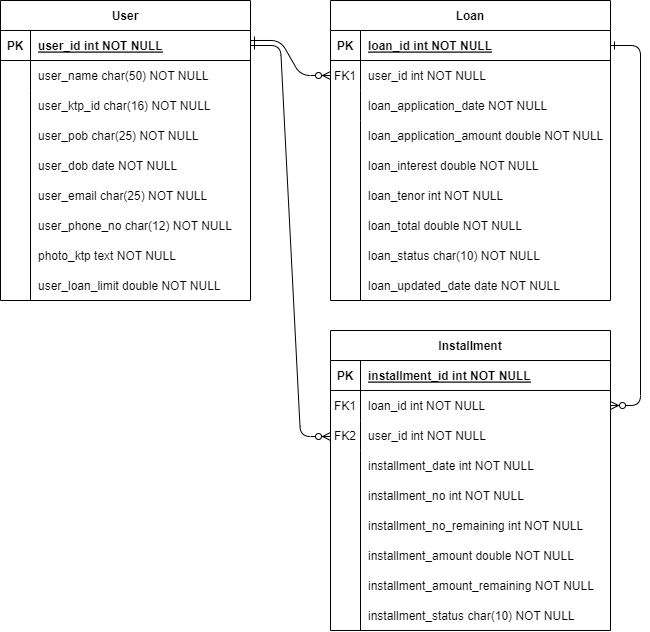 User
PK user_id int NOT NULL
user_name char(50) NOT NULL
user_ktp_id char(16) NOT NULL
user_pob char(25) NOT NULL
user_dob date NOT NULL
user_email char(25) NOT NULL
user_phone_no char(12) NOT NULL
photo_ktp text NOT NULL
user_loan_limit double NOT NULL
Loan
PK loan_id int NOT NULL
FK1 user_id int NOT NULL
loan_application_date NOT NULL
loan_application_amount double NOT NULL
loan_interest double NOT NULL
loan_tenor int NOT NULL
loan_total double NOT NULL
loan_status char(10) NOT NULL
loan_updated_date date NOT NULL
Installment
PK installment_id int NOT NULL
FK1 loan_id int NOT NULL
FK2 user_id int NOT NULL
installment_date int NOT NULL
installment_no int NOT NULL
installment_no_remaining int NOT NULL
installment_amount double NOT NULL
installment_amount_remaining NOT NULL
installment_status char(10) NOT NULL